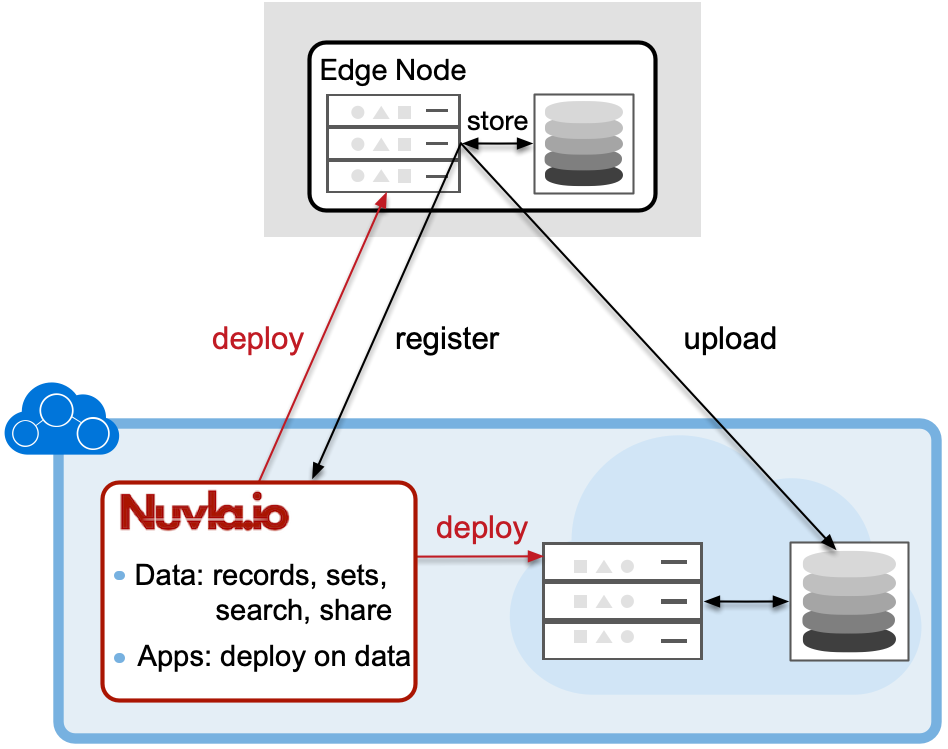 Edge Node
store
deploy
register
upload
Nuvla.io
deploy
Data: records, sets,
search, share
Apps: deploy on data